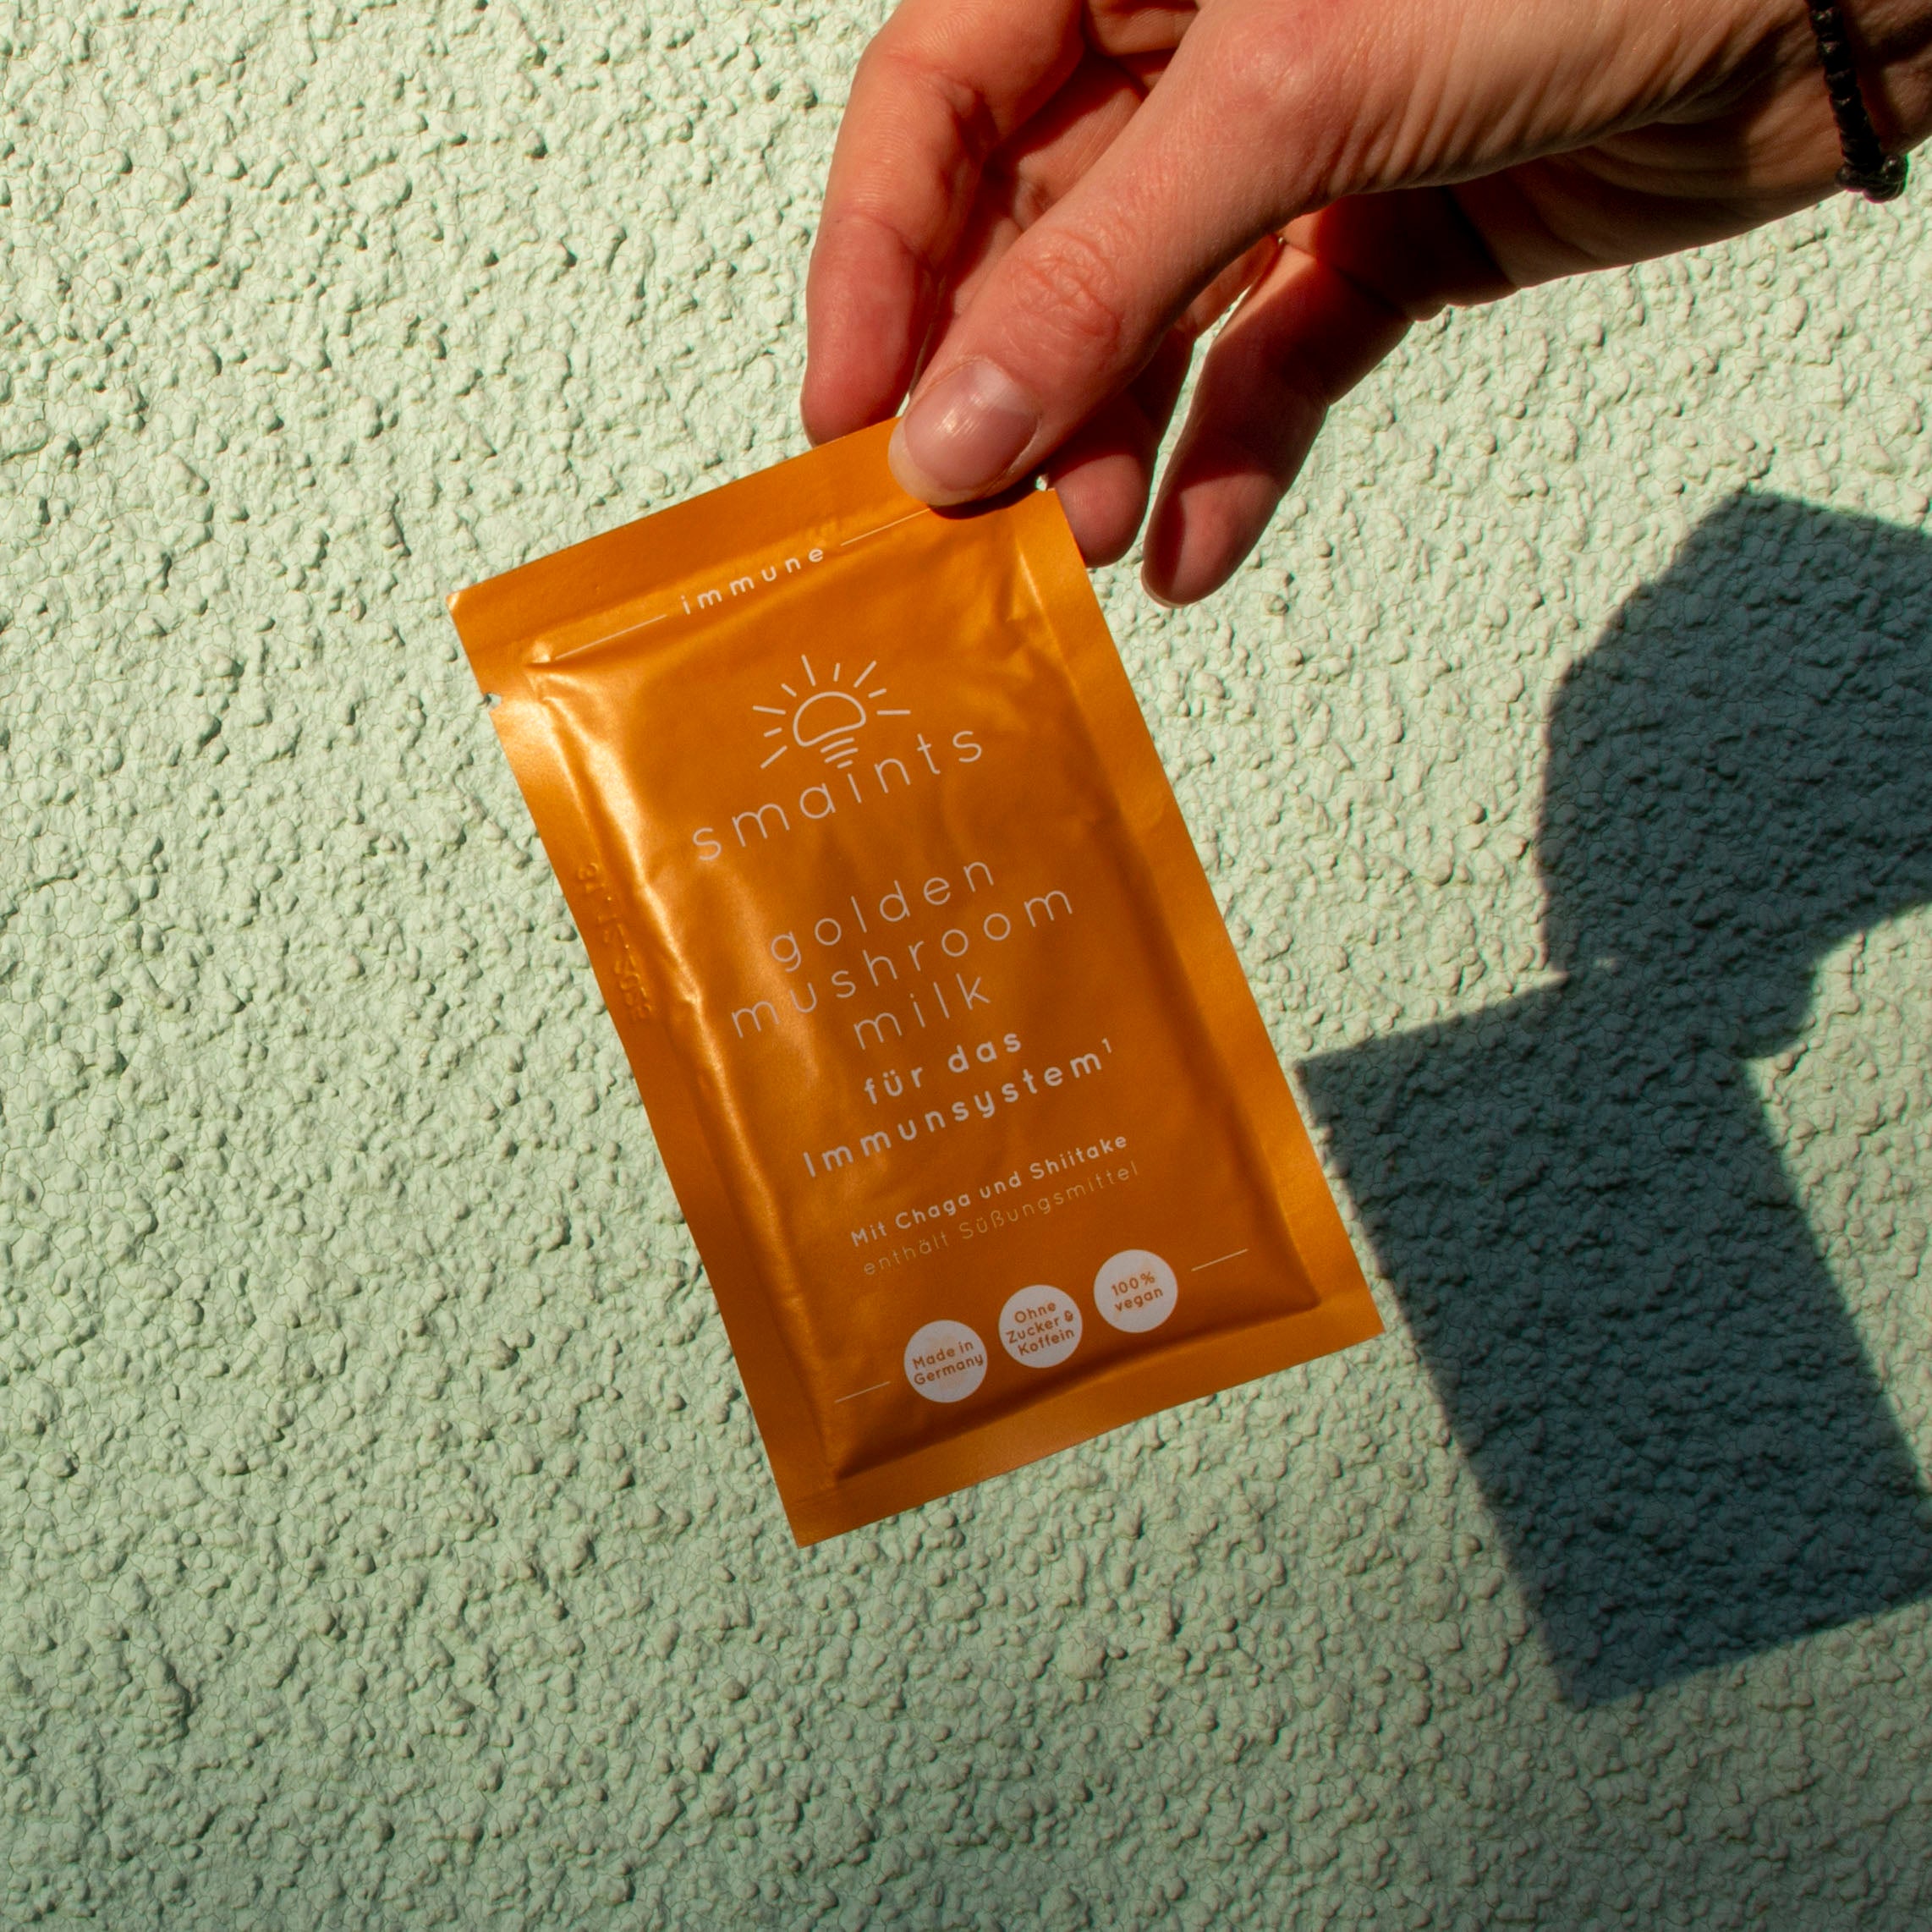 immune
smaints
golden
mushroom
milk
für das
Immunsystem¹
Mit Chaga und Shiitake
enthält Süßungsmittel
Made in
Germany
Ohne
Zucker &
Koffein
100%
vegan